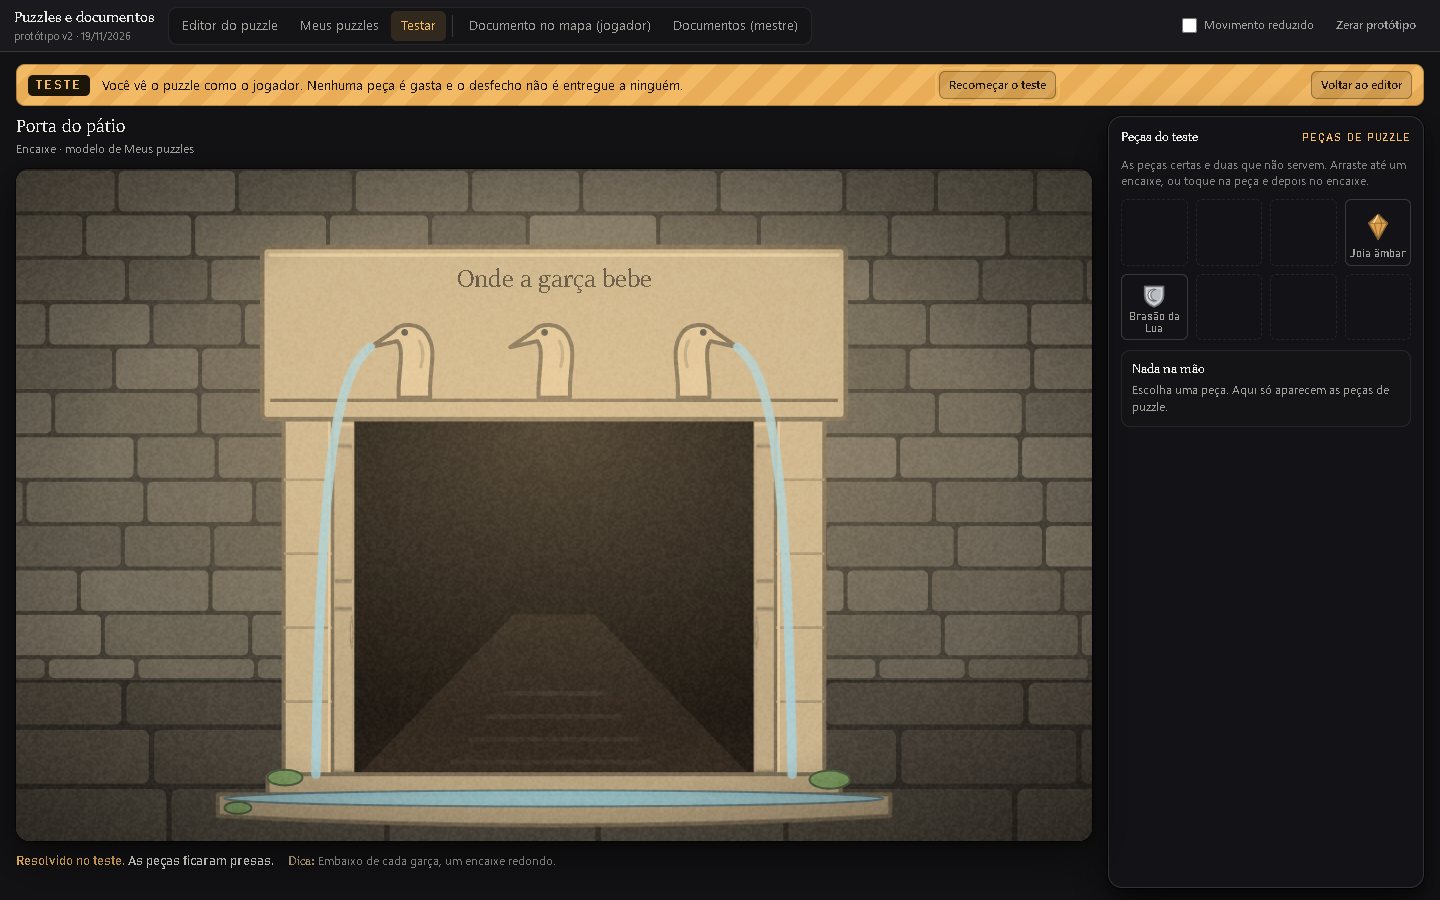 Puzzles e documentos
protótipo v2 · 19/11/2026
Editor do puzzle
Meus puzzles
Testar
Documento no mapa (jogador)
Documentos (mestre)
Movimento reduzido
Zerar protótipo
TESTE
Você vê o puzzle como o jogador. Nenhuma peça é gasta e o desfecho não é entregue a ninguém.
Recomeçar o teste
Voltar ao editor
Porta do pátio
Encaixe · modelo de Meus puzzles
Onde a garça bebe
Resolvido no teste. As peças ficaram presas.
Dica: Embaixo de cada garça, um encaixe redondo.
Peças do teste
PEÇAS DE PUZZLE
As peças certas e duas que não servem. Arraste até um
encaixe, ou toque na peça e depois no encaixe.
Joia âmbar
Brasão da
Lua
Nada na mão
Escolha uma peça. Aqui só aparecem as peças de
puzzle.